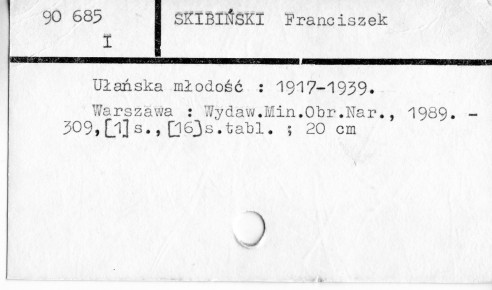 90 685
I
SKIBIŃSKI Franciszek
Ułańska młodość : 1917-1939.
Warszawa : Wydaw.Min.Obr.Nar., 1989. -
309,[1]s.,[16]s.tabl. ; 20 cm